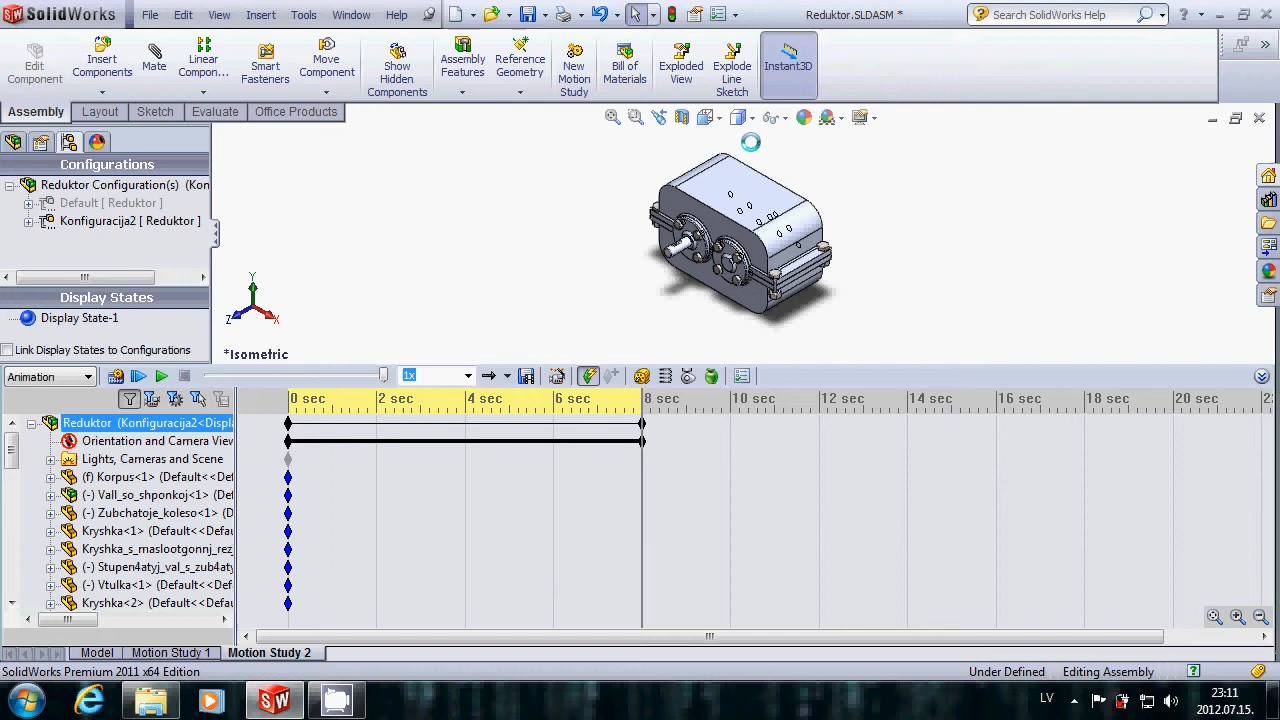 SolidWorks File Edit View Insert Tools Window Help Reduktor.SLDASM * Search SolidWorks Help
Edit Component
Insert Components
Mate
Linear Compon...
Smart Fasteners
Move Component
Show Hidden Components
Assembly Features
Reference Geometry
New Motion Study
Bill of Materials
Exploded View
Explode Line Sketch
Instant3D
Assembly Layout Sketch Evaluate Office Products
Configurations
Reduktor Configuration(s) (Kon
Default [ Reduktor ]
Konfiguracija2 [ Reduktor ]
Display States
Display State-1
Link Display States to Configurations
Y
Z
X
*Isometric
Animation 1x
0 sec 2 sec 4 sec 6 sec 8 sec 10 sec 12 sec 14 sec 16 sec 18 sec 20 sec 22
Reduktor (Konfiguracija2<Displa
Orientation and Camera View
Lights, Cameras and Scene
(f) Korpus<1> (Default<<Defa
(-) Vall_so_shponkoj<1> (Def
(-) Zubchatoje_koleso<1> (D
Kryshka<1> (Default<<Defau
Kryshka_s_maslootgonnj_rez
(-) Stupen4atyj_val_s_zub4aty
(-) Vtulka<1> (Default<<Defa
Kryshka<2> (Default<<Defau
Model Motion Study 1 Motion Study 2
SolidWorks Premium 2011 x64 Edition Under Defined Editing Assembly
LV 23:11
2012.07.15.